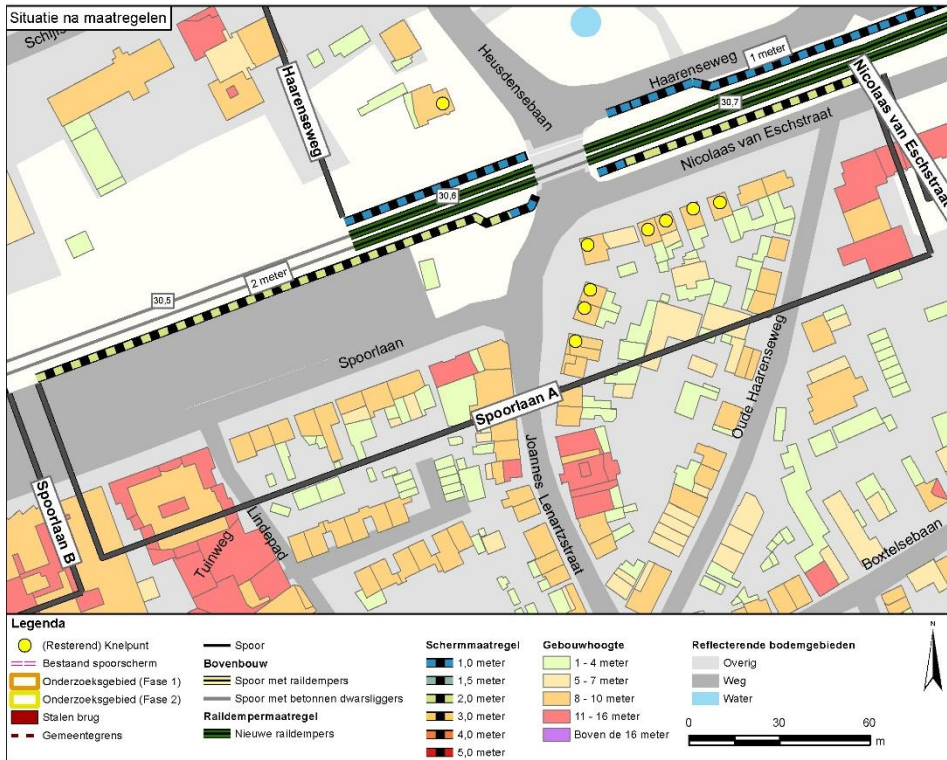 Situatie na maatregelen
Haarenseweg
Heusdensebaan
Haarenseweg
1 meter
30,7
Nicolaas van Eschstraat
Nicolaas van Eschstraat
30,6
2 meter
30,5
Spoorlaan
Spoorlaan A
Oude Haarenseweg
Spoorlaan B
Tuinweg
Lindepad
Joannes Lenartzstraat
Boxtelsebaan
Legenda
(Resterend) Knelpunt
Bestaand spoorscherm
Onderzoeksgebied (Fase 1)
Onderzoeksgebied (Fase 2)
Stalen brug
Gemeentegrens
Spoor
Bovenbouw
Spoor met raildempers
Spoor met betonnen dwarsliggers
Raildempermaatregel
Nieuwe raildempers
Schermmaatregel
1,0 meter
1,5 meter
2,0 meter
3,0 meter
4,0 meter
5,0 meter
Gebouwhoogte
1 - 4 meter
5 - 7 meter
8 - 10 meter
11 - 16 meter
Boven de 16 meter
Reflecterende bodemgebieden
Overig
Weg
Water
0 30 60
m
N